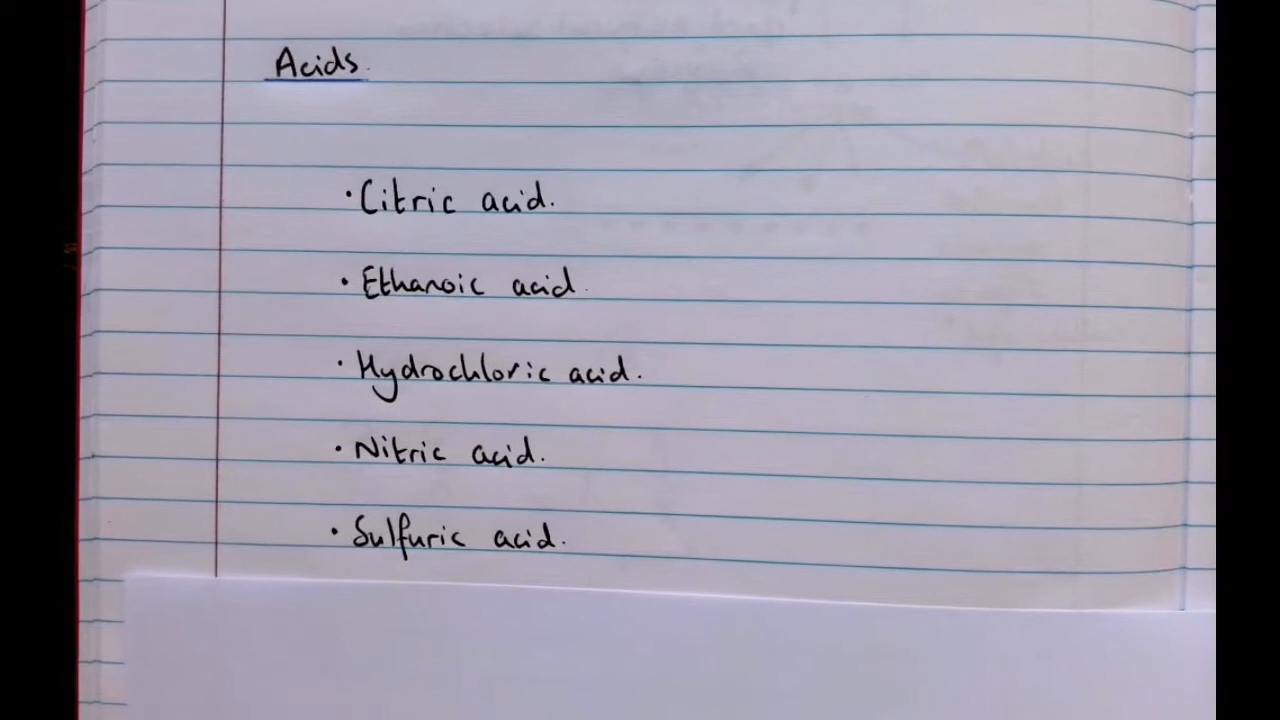 Acids.
• Citric acid.
• Ethanoic acid.
• Hydrochloric acid.
• Nitric acid.
• Sulfuric acid.